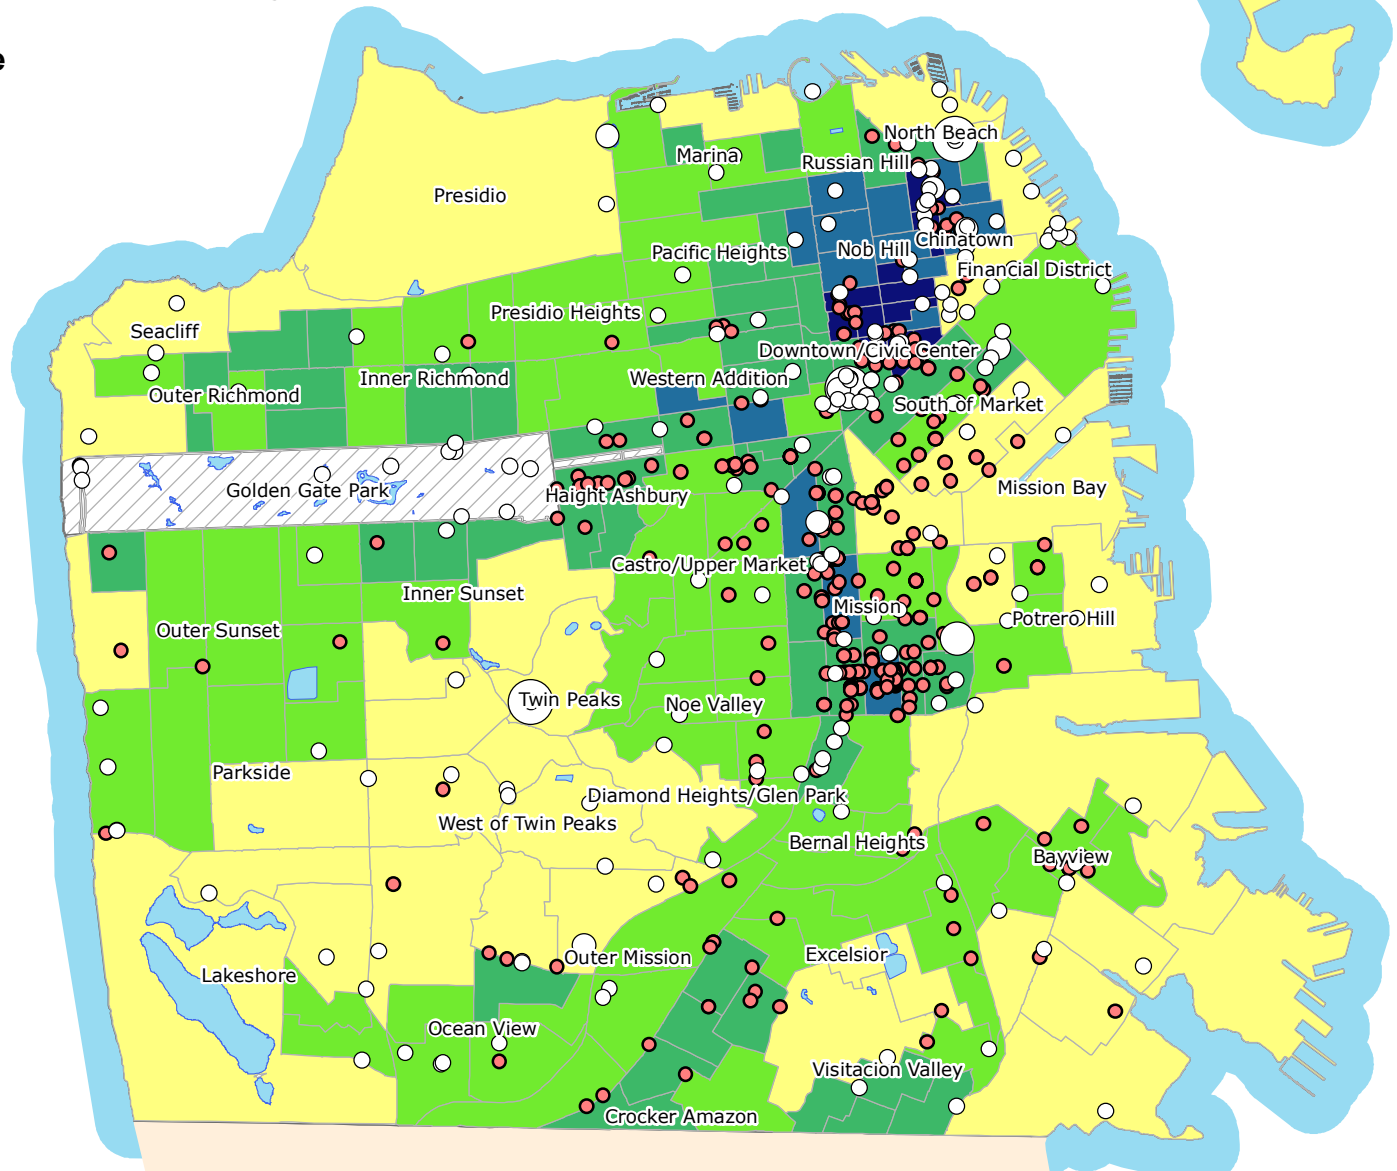 e
North Beach
Marina
Russian Hill
Presidio
Chinatown
Nob Hill
Pacific Heights
Financial District
Presidio Heights
Seacliff
Downtown/Civic Center
Inner Richmond
Western Addition
Outer Richmond
South of Market
Mission Bay
Golden Gate Park
Haight Ashbury
Castro/Upper Market
Inner Sunset
Mission
Potrero Hill
Outer Sunset
Twin Peaks
Noe Valley
Parkside
Diamond Heights/Glen Park
West of Twin Peaks
Bernal Heights
Bayview
Excelsior
Outer Mission
Lakeshore
Ocean View
Visitacion Valley
Crocker Amazon